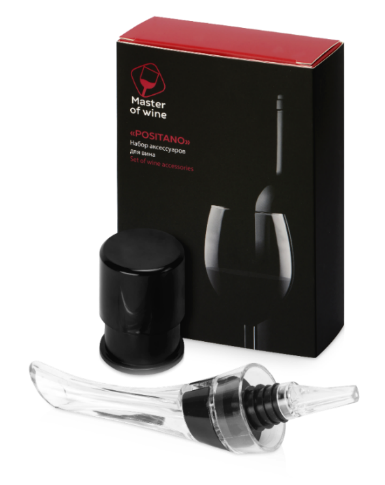 Master
of wine
«POSITANO»
Набор аксессуаров
для вина
Set of wine accessories